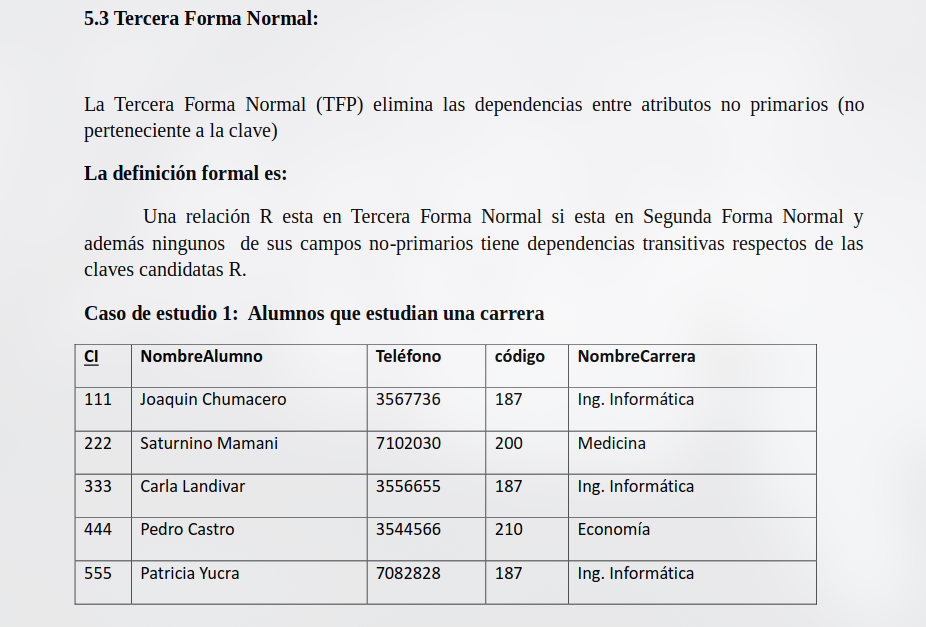 5.3 Tercera Forma Normal:
La Tercera Forma Normal (TFP) elimina las dependencias entre atributos no primarios (no
perteneciente a la clave)
La definición formal es:
Una relación R esta en Tercera Forma Normal si esta en Segunda Forma Normal y
además ningunos de sus campos no-primarios tiene dependencias transitivas respectos de las
claves candidatas R.
Caso de estudio 1: Alumnos que estudian una carrera
CI NombreAlumno Teléfono código NombreCarrera
111 Joaquin Chumacero 3567736 187 Ing. Informática
222 Saturnino Mamani 7102030 200 Medicina
333 Carla Landivar 3556655 187 Ing. Informática
444 Pedro Castro 3544566 210 Economía
555 Patricia Yucra 7082828 187 Ing. Informática